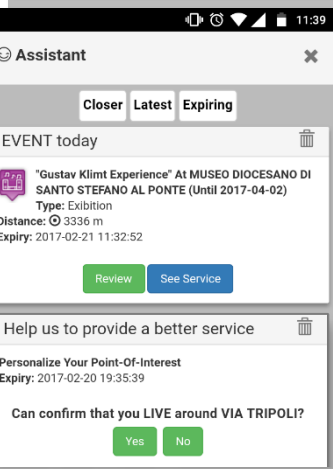 11:39
Assistant
Closer Latest Expiring
EVENT today
"Gustav Klimt Experience" At MUSEO DIOCESANO DI
SANTO STEFANO AL PONTE (Until 2017-04-02)
Type: Exibition
Distance: 3336 m
Expiry: 2017-02-21 11:32:52
Review See Service
Help us to provide a better service
Personalize Your Point-Of-Interest
Expiry: 2017-02-20 19:35:39
Can confirm that you LIVE around VIA TRIPOLI?
Yes No